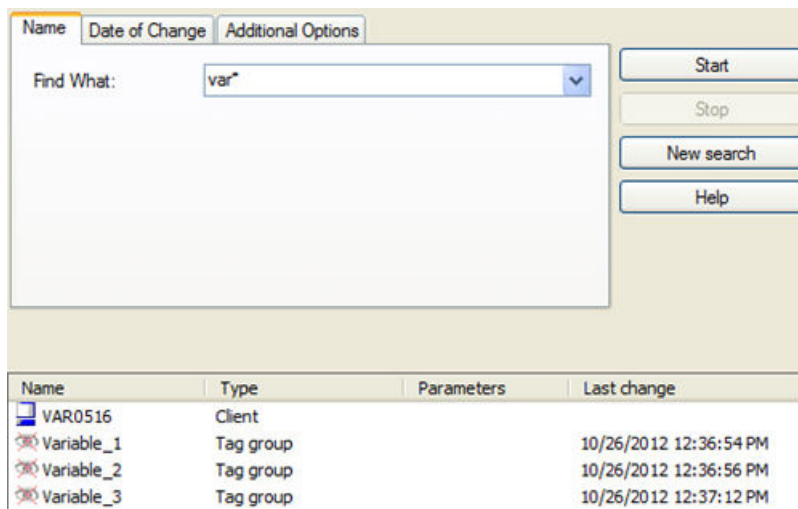 Name Date of Change Additional Options
Find What: var*
Start
Stop
New search
Help
Name Type Parameters Last change
VAR0516 Client
Variable_1 Tag group 10/26/2012 12:36:54 PM
Variable_2 Tag group 10/26/2012 12:36:56 PM
Variable_3 Tag group 10/26/2012 12:37:12 PM